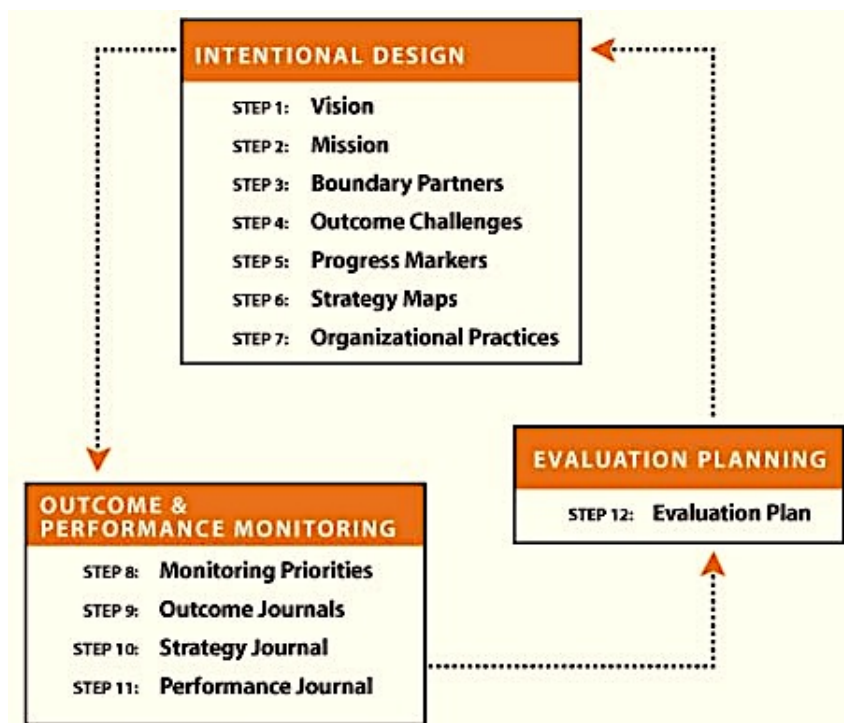 INTENTIONAL DESIGN
STEP 1: Vision
STEP 2: Mission
STEP 3: Boundary Partners
STEP 4: Outcome Challenges
STEP 5: Progress Markers
STEP 6: Strategy Maps
STEP 7: Organizational Practices
OUTCOME &
PERFORMANCE MONITORING
STEP 8: Monitoring Priorities
STEP 9: Outcome Journals
STEP 10: Strategy Journal
STEP 11: Performance Journal
EVALUATION PLANNING
STEP 12: Evaluation Plan